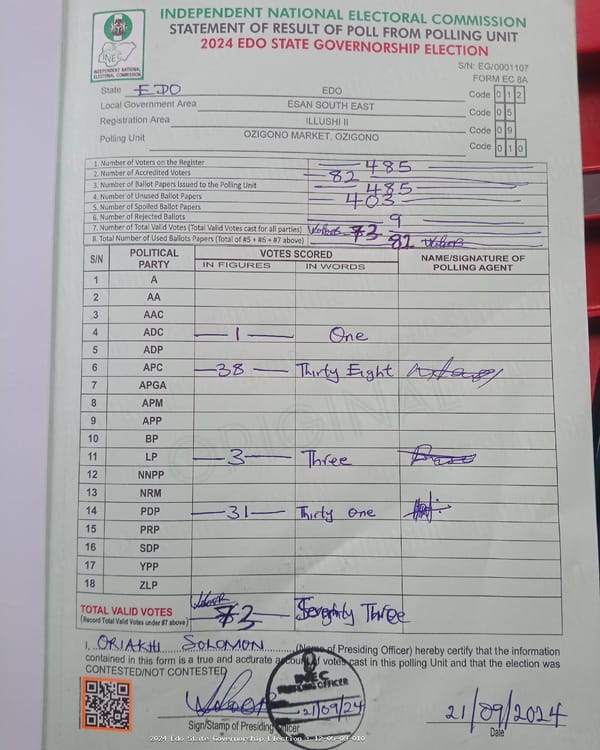 INDEPENDENT NATIONAL ELECTORAL COMMISSION
STATEMENT OF RESULT OF POLL FROM POLLING UNIT
2024 EDO STATE GOVERNORSHIP ELECTION
INEC
INDEPENDENT NATIONAL ELECTORAL COMMISSION
S/N: EG/0001107
FORM EC 8A
State EDO EDO Code 0 1 2
Local Government Area ESAN SOUTH EAST Code 0 5
Registration Area ILLUSHI II Code 0 9
Polling Unit OZIGONO MARKET, OZIGONO Code 0 1 0
1. Number of Voters on the Register 485
2. Number of Accredited Voters 82
3. Number of Ballot Papers Issued to the Polling Unit 485
4. Number of Unused Ballot Papers 403
5. Number of Spoiled Ballot Papers
6. Number of Rejected Ballots 9
7. Number of Total Valid Votes (Total Valid Votes cast for all parties) 73
8. Total Number of Used Ballots Papers (Total of #5 + #6 + #7 above) 82
S/N POLITICAL PARTY VOTES SCORED NAME/SIGNATURE OF POLLING AGENT
IN FIGURES IN WORDS
1 A
2 AA
3 AAC
4 ADC 1 One
5 ADP
6 APC 38 Thirty Eight
7 APGA
8 APM
9 APP
10 BP
11 LP 3 Three
12 NNPP
13 NRM
14 PDP 31 Thirty One
15 PRP
16 SDP
17 YPP
18 ZLP
ORIGINAL
TOTAL VALID VOTES 73 Three
(Record Total Valid Votes under #7 above)
I, ORIAKHI SOLOMON (Name of Presiding Officer) hereby certify that the information
contained in this form is a true and accurate account of votes cast in this polling Unit and that the election was
CONTESTED/NOT CONTESTED
INEC
PRESIDING OFFICER
21/09/24
21/09/2024
Sign/Stamp of Presiding Officer Date
2024 Edo State Governorship Election - 12-05-09-010